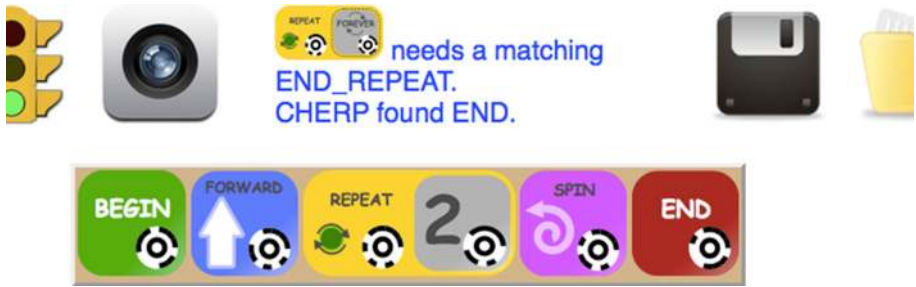 REPEAT FOREVER needs a matching
END_REPEAT.
CHERP found END.
BEGIN FORWARD REPEAT 2 SPIN END